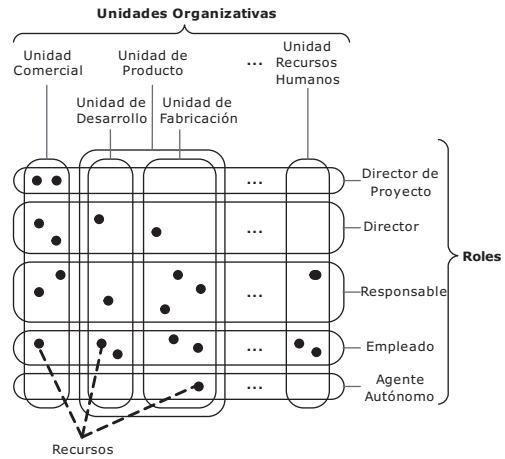 Unidades Organizativas
Unidad
Comercial
Unidad de
Producto
...
Unidad
Recursos
Humanos
Unidad de
Desarrollo
Unidad de
Fabricación
...
Director de
Proyecto
...
Director
Roles
...
Responsable
...
Empleado
...
Agente
Autónomo
Recursos